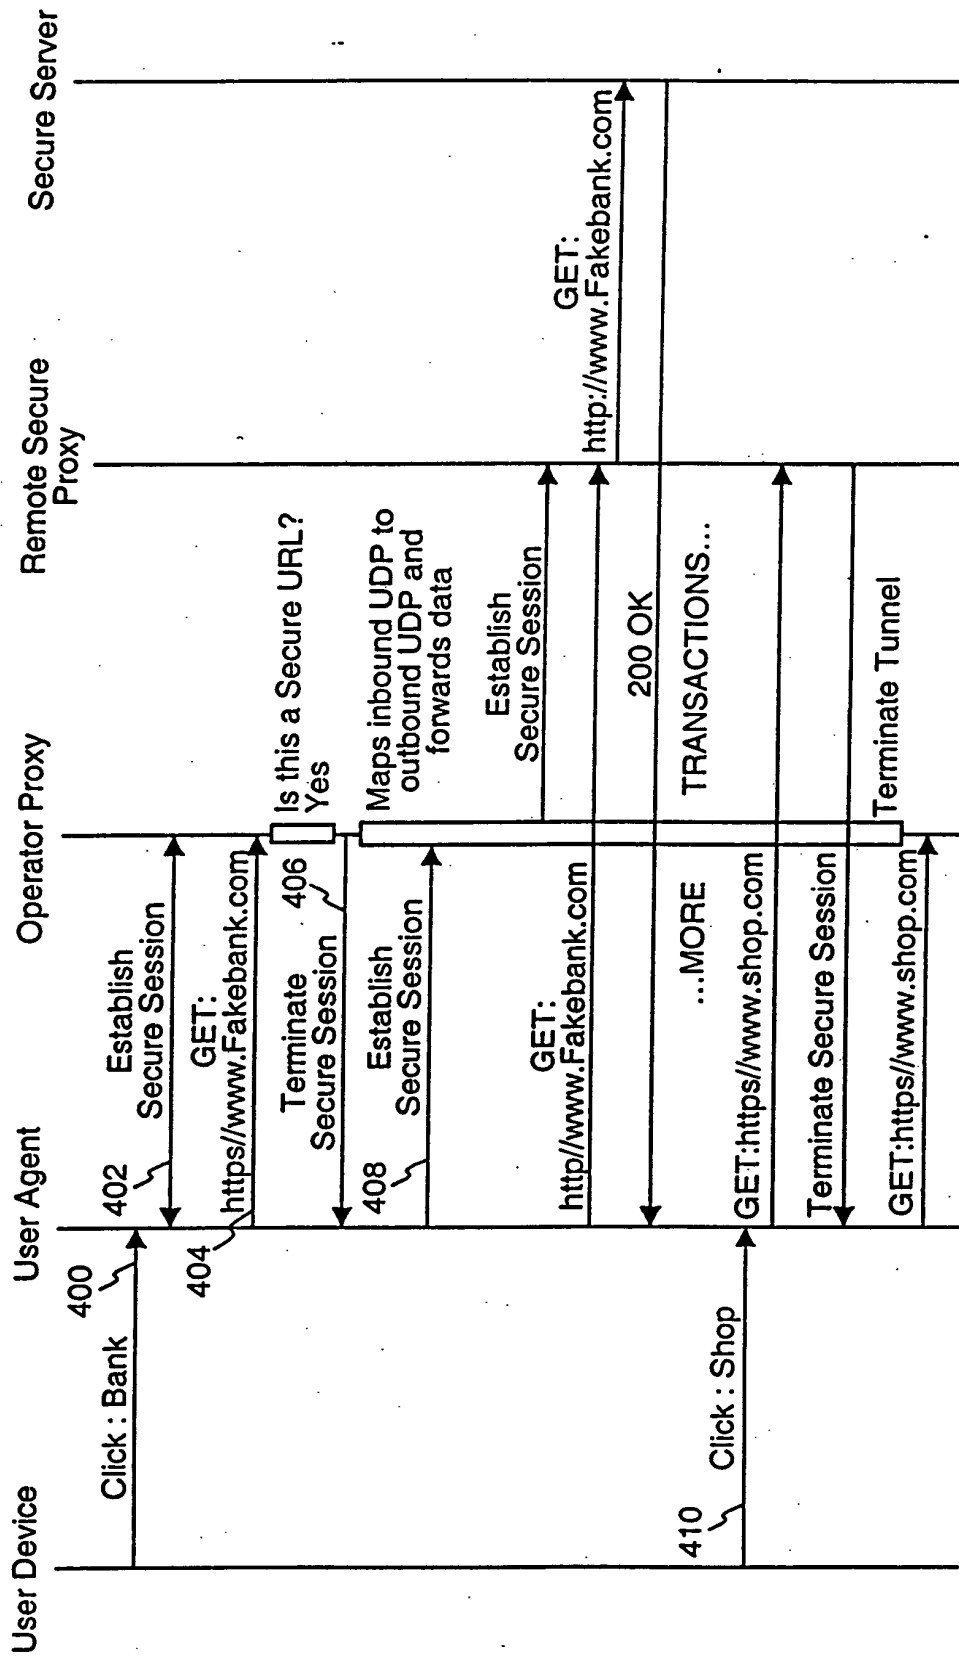 User Device
User Agent
Operator Proxy
Remote Secure
Proxy
Secure Server
Click : Bank
400
402
Establish
Secure Session
404
GET:
https//www.Fakebank.com
Is this a Secure URL?
Yes
406
Terminate
Secure Session
408
Establish
Secure Session
Maps inbound UDP to
outbound UDP and
forwards data
Establish
Secure Session
GET:
http//www.Fakebank.com
GET:
http://www.Fakebank.com
200 OK
...MORE
TRANSACTIONS...
410
Click : Shop
GET:https//www.shop.com
Terminate Secure Session
Terminate Tunnel
GET:https//www.shop.com